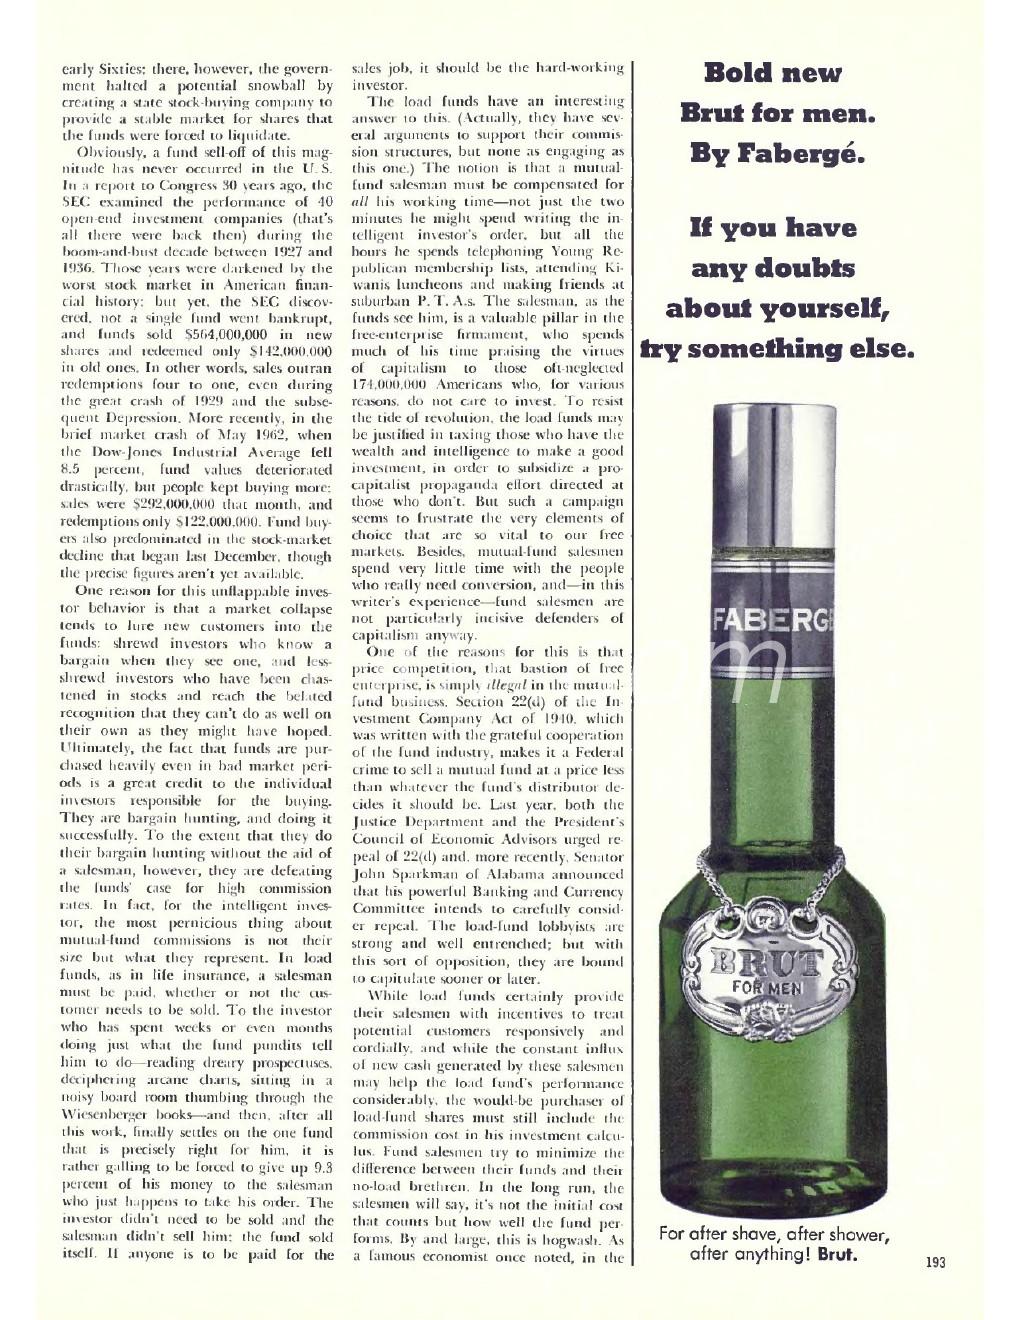 early Sixties; there, however, the govern-
ment halted a potential snowball by
creating a state stock-buying company to
provide a stable market for shares that
the funds were forced to liquidate.
Obviously, a fund sell-off of this mag-
nitude has never occurred in the U.S.
In a report to Congress 30 years ago, the
SEC examined the performance of 40
open-end investment companies (that's
all there were back then) during the
boom-and-bust decade between 1927 and
1936. Those years were darkened by the
worst stock market in American finan-
cial history; but yet, the SEC discov-
ered, not a single fund went bankrupt,
and funds sold $564,000,000 in new
shares and redeemed only $142,000,000
in old ones. In other words, sales outran
redemptions four to one, even during
the great crash of 1929 and the subse-
quent Depression. More recently, in the
brief market crash of May 1962, when
the Dow-Jones Industrial Average fell
8.5 percent, fund values deteriorated
drastically, but people kept buying more;
sales were $292,000,000 that month, and
redemptions only $122,000,000. Fund buy-
ers also predominated in the stock-market
decline that began last December, though
the precise figures aren't yet available.
One reason for this unflappable inves-
tor behavior is that a market collapse
tends to lure new customers into the
funds: shrewd investors who know a
bargain when they see one, and less-
shrewd investors who have been chas-
tened in stocks and reach the belated
recognition that they can't do as well on
their own as they might have hoped.
Ultimately, the fact that funds are pur-
chased heavily even in bad market peri-
ods is a great credit to the individual
investors responsible for the buying.
They are bargain hunting, and doing it
successfully. To the extent that they do
their bargain hunting without the aid of
a salesman, however, they are defeating
the funds' case for high commission
rates. In fact, for the intelligent inves-
tor, the most pernicious thing about
mutual-fund commissions is not their
size but what they represent. In load
funds, as in life insurance, a salesman
must be paid, whether or not the cus-
tomer needs to be sold. To the investor
who has spent weeks or even months
doing just what the fund pundits tell
him to do—reading dreary prospectuses,
deciphering arcane charts, sitting in a
noisy board room thumbing through the
Wiesenberger books—and then, after all
this work, finally settles on the one fund
that is precisely right for him, it is
rather galling to be forced to give up 9.3
percent of his money to the salesman
who just happens to take his order. The
investor didn't need to be sold and the
salesman didn't sell him; the fund sold
itself. If anyone is to be paid for the
sales job, it should be the hard-working
investor.
The load funds have an interesting
answer to this. (Actually, they have sev-
eral arguments to support their commis-
sion structures, but none as engaging as
this one.) The notion is that a mutual-
fund salesman must be compensated for
all his working time—not just the two
minutes he might spend writing the in-
telligent investor's order, but all the
hours he spends telephoning Young Re-
publican membership lists, attending Ki-
wanis luncheons and making friends at
suburban P. T. A.s. The salesman, as the
funds see him, is a valuable pillar in the
free-enterprise firmament, who spends
much of his time praising the virtues
of capitalism to those oft-neglected
174,000,000 Americans who, for various
reasons, do not care to invest. To resist
the tide of revolution, the load funds may
be justified in taxing those who have the
wealth and intelligence to make a good
investment, in order to subsidize a pro-
capitalist propaganda effort directed at
those who don't. But such a campaign
seems to frustrate the very elements of
choice that are so vital to our free
markets. Besides, mutual-fund salesmen
spend very little time with the people
who really need conversion, and—in this
writer's experience—fund salesmen are
not particularly incisive defenders of
capitalism anyway.
One of the reasons for this is that
price competition, that bastion of free
enterprise, is simply illegal in the mutual-
fund business. Section 22(d) of the In-
vestment Company Act of 1940, which
was written with the grateful cooperation
of the fund industry, makes it a Federal
crime to sell a mutual fund at a price less
than whatever the fund's distributor de-
cides it should be. Last year, both the
Justice Department and the President's
Council of Economic Advisors urged re-
peal of 22(d) and, more recently, Senator
John Sparkman of Alabama announced
that his powerful Banking and Currency
Committee intends to carefully consid-
er repeal. The load-fund lobbyists are
strong and well entrenched; but with
this sort of opposition, they are bound
to capitulate sooner or later.
While load funds certainly provide
their salesmen with incentives to treat
potential customers responsively and
cordially, and while the constant influx
of new cash generated by these salesmen
may help the load fund's performance
considerably, the would-be purchaser of
load-fund shares must still include the
commission cost in his investment calcu-
lus. Fund salesmen try to minimize the
difference between their funds and their
no-load brethren. In the long run, the
salesmen will say, it's not the initial cost
that counts but how well the fund per-
forms. By and large, this is hogwash. As
a famous economist once noted, in the
Bold new
Brut for men.
By Fabergé.
If you have
any doubts
about yourself,
try something else.
FABERGE
BRUT
FOR MEN
For after shave, after shower,
after anything! Brut.
193